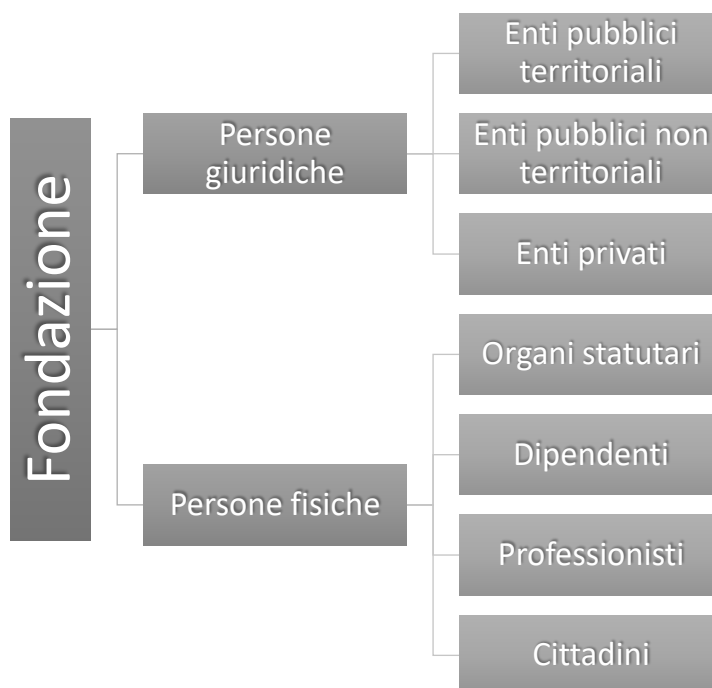 Fondazione
Persone
giuridiche
Enti pubblici
territoriali
Enti pubblici non
territoriali
Enti privati
Persone fisiche
Organi statutari
Dipendenti
Professionisti
Cittadini